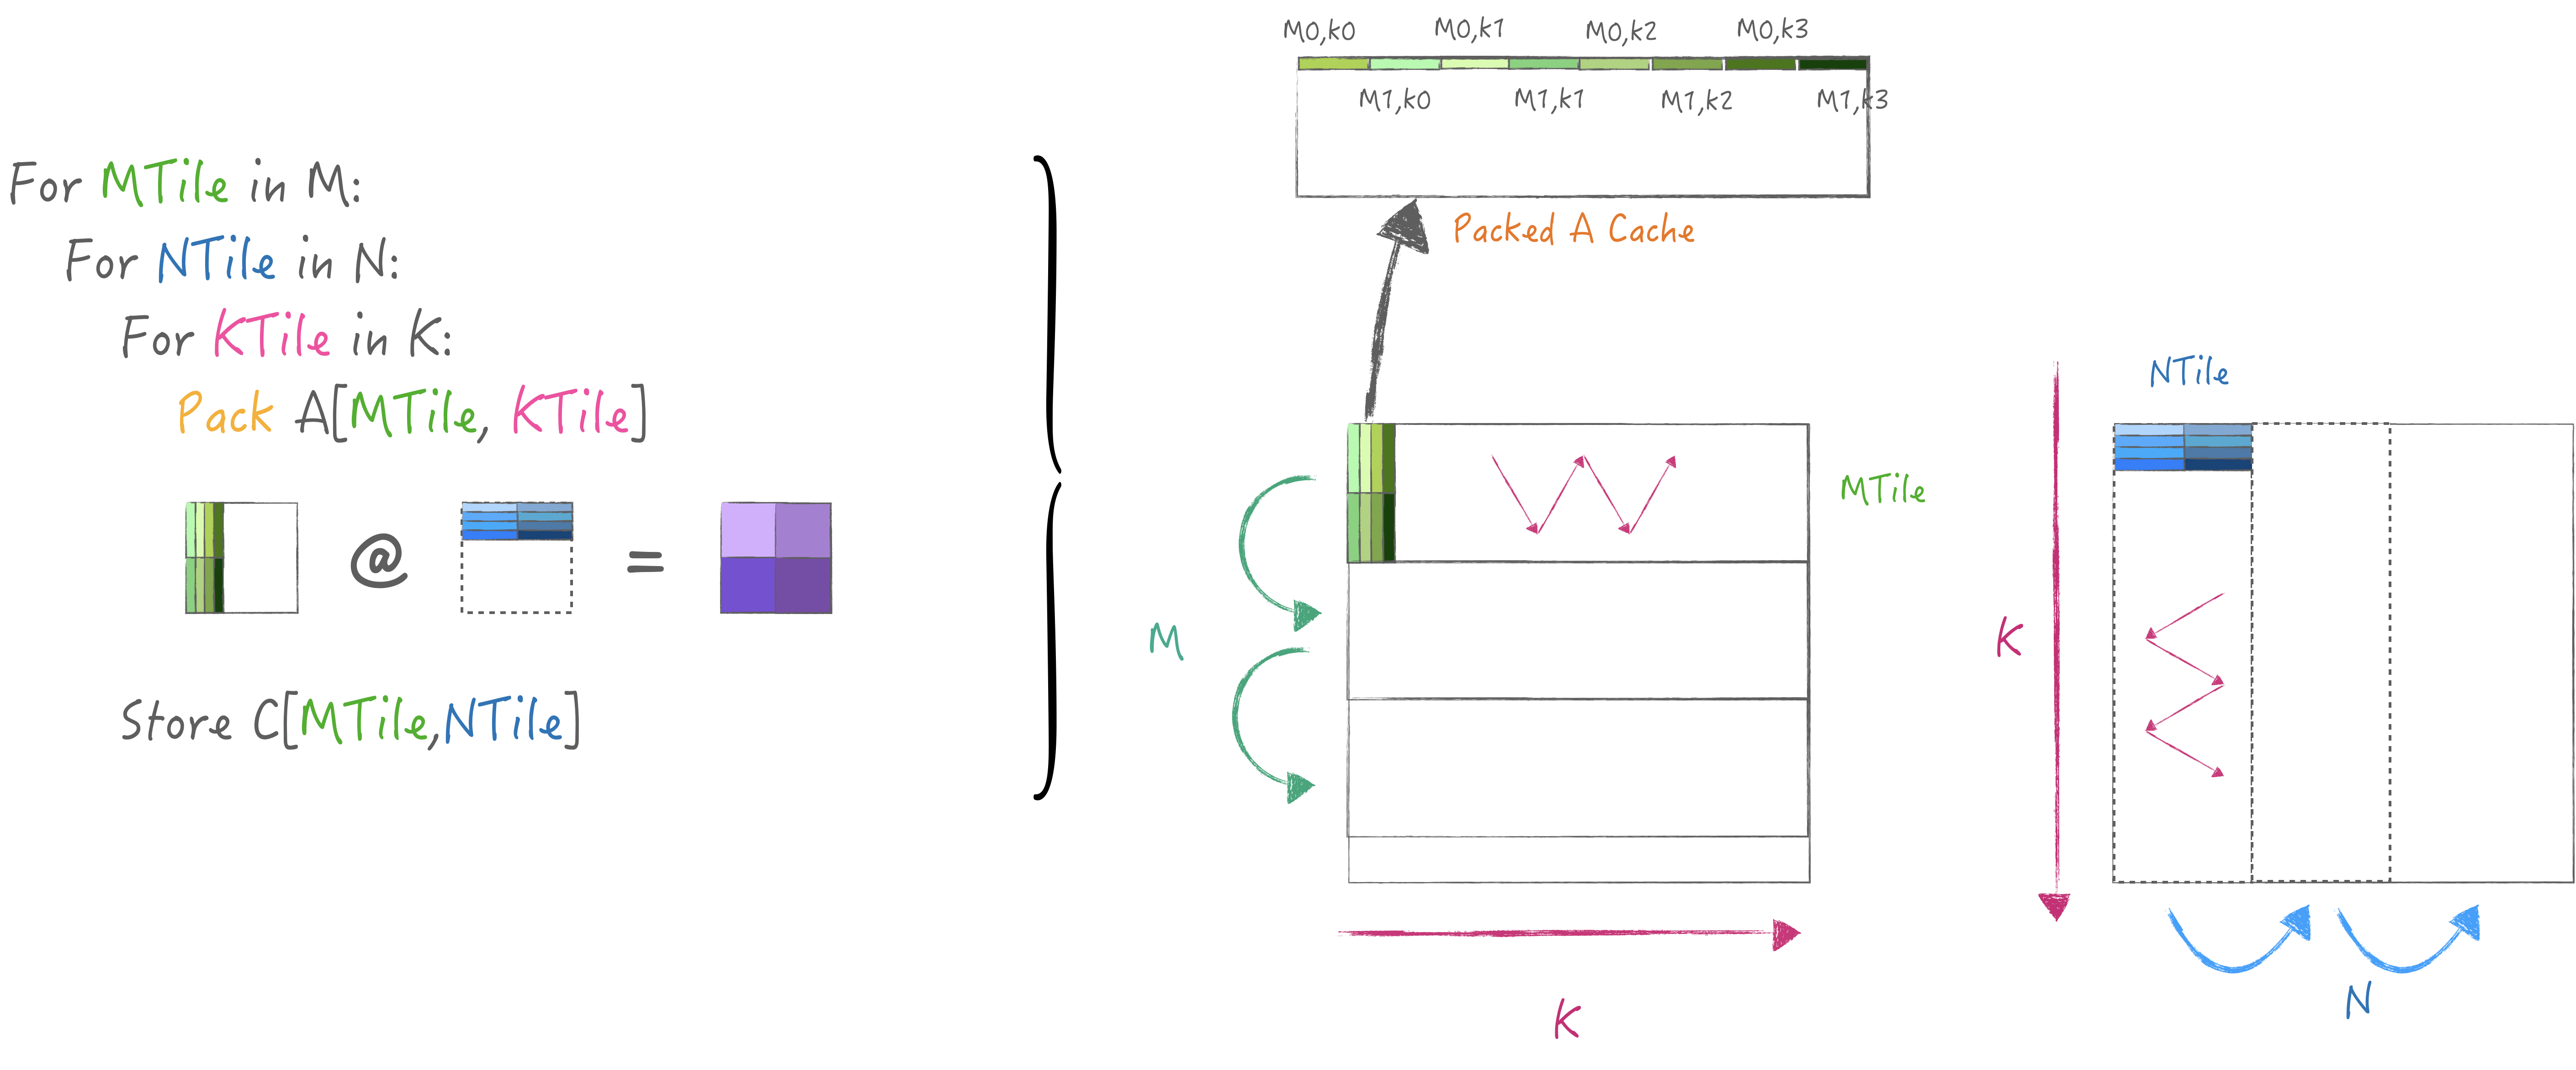 For MTile in M:
For NTile in N:
For KTile in K:
Pack A[MTile, KTile]
@ =
Store C[MTile,NTile]
M0,k0 M0,k1 M0,k2 M0,k3
M1,k0 M1,k1 M1,k2 M1,k3
Packed A Cache
MTile
M
K
NTile
K
N